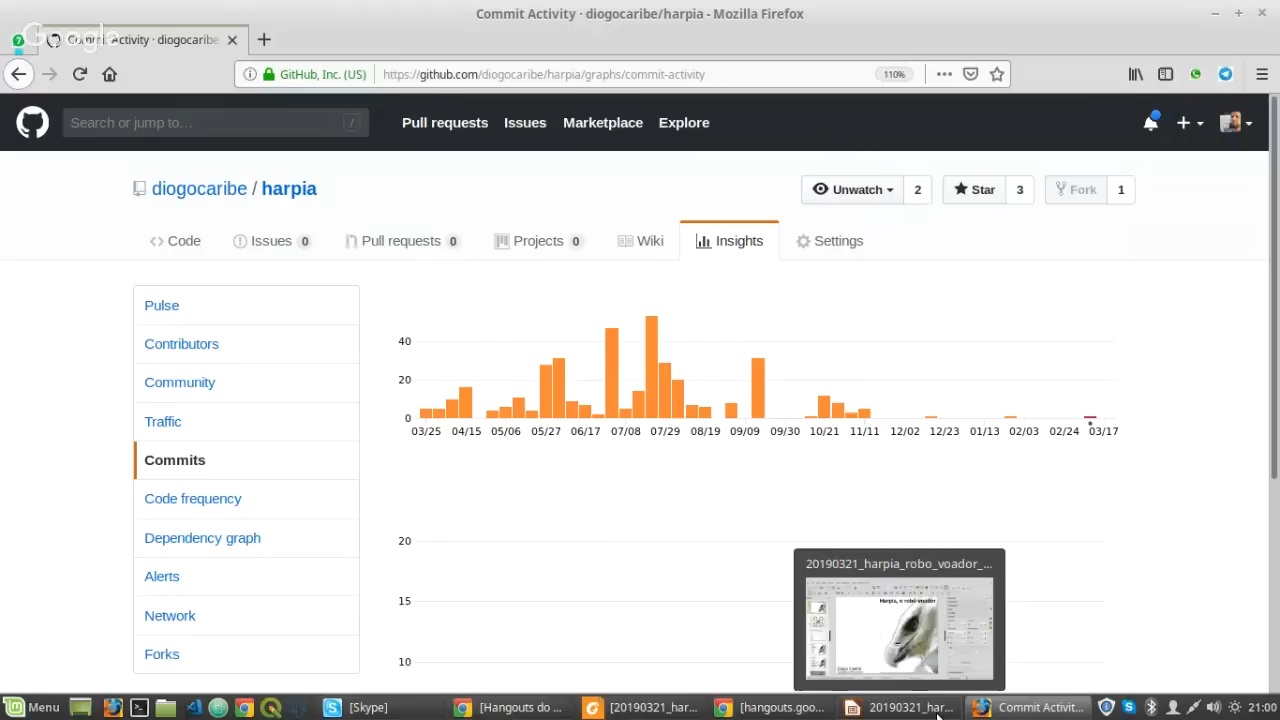 Commit Activity · diogocaribe/harpia - Mozilla Firefox
Google
Commit Activity · diogocaribe
GitHub, Inc. (US)
https://github.com/diogocaribe/harpia/graphs/commit-activity
110%
Search or jump to…
/
Pull requests
Issues
Marketplace
Explore
diogocaribe / harpia
Unwatch 2
Star 3
Fork 1
Code
Issues 0
Pull requests 0
Projects 0
Wiki
Insights
Settings
Pulse
Contributors
Community
Traffic
Commits
Code frequency
Dependency graph
Alerts
Network
Forks
40
20
0
03/25 04/15 05/06 05/27 06/17 07/08 07/29 08/19 09/09 09/30 10/21 11/11 12/02 12/23 01/13 02/03 02/24 03/17
20
15
10
20190321_harpia_robo_voador_...
Harpia, o robô voador
Menu
[Skype]
[Hangouts do ...
[20190321_har...
[hangouts.goo...
20190321_har...
Commit Activit...
21:00